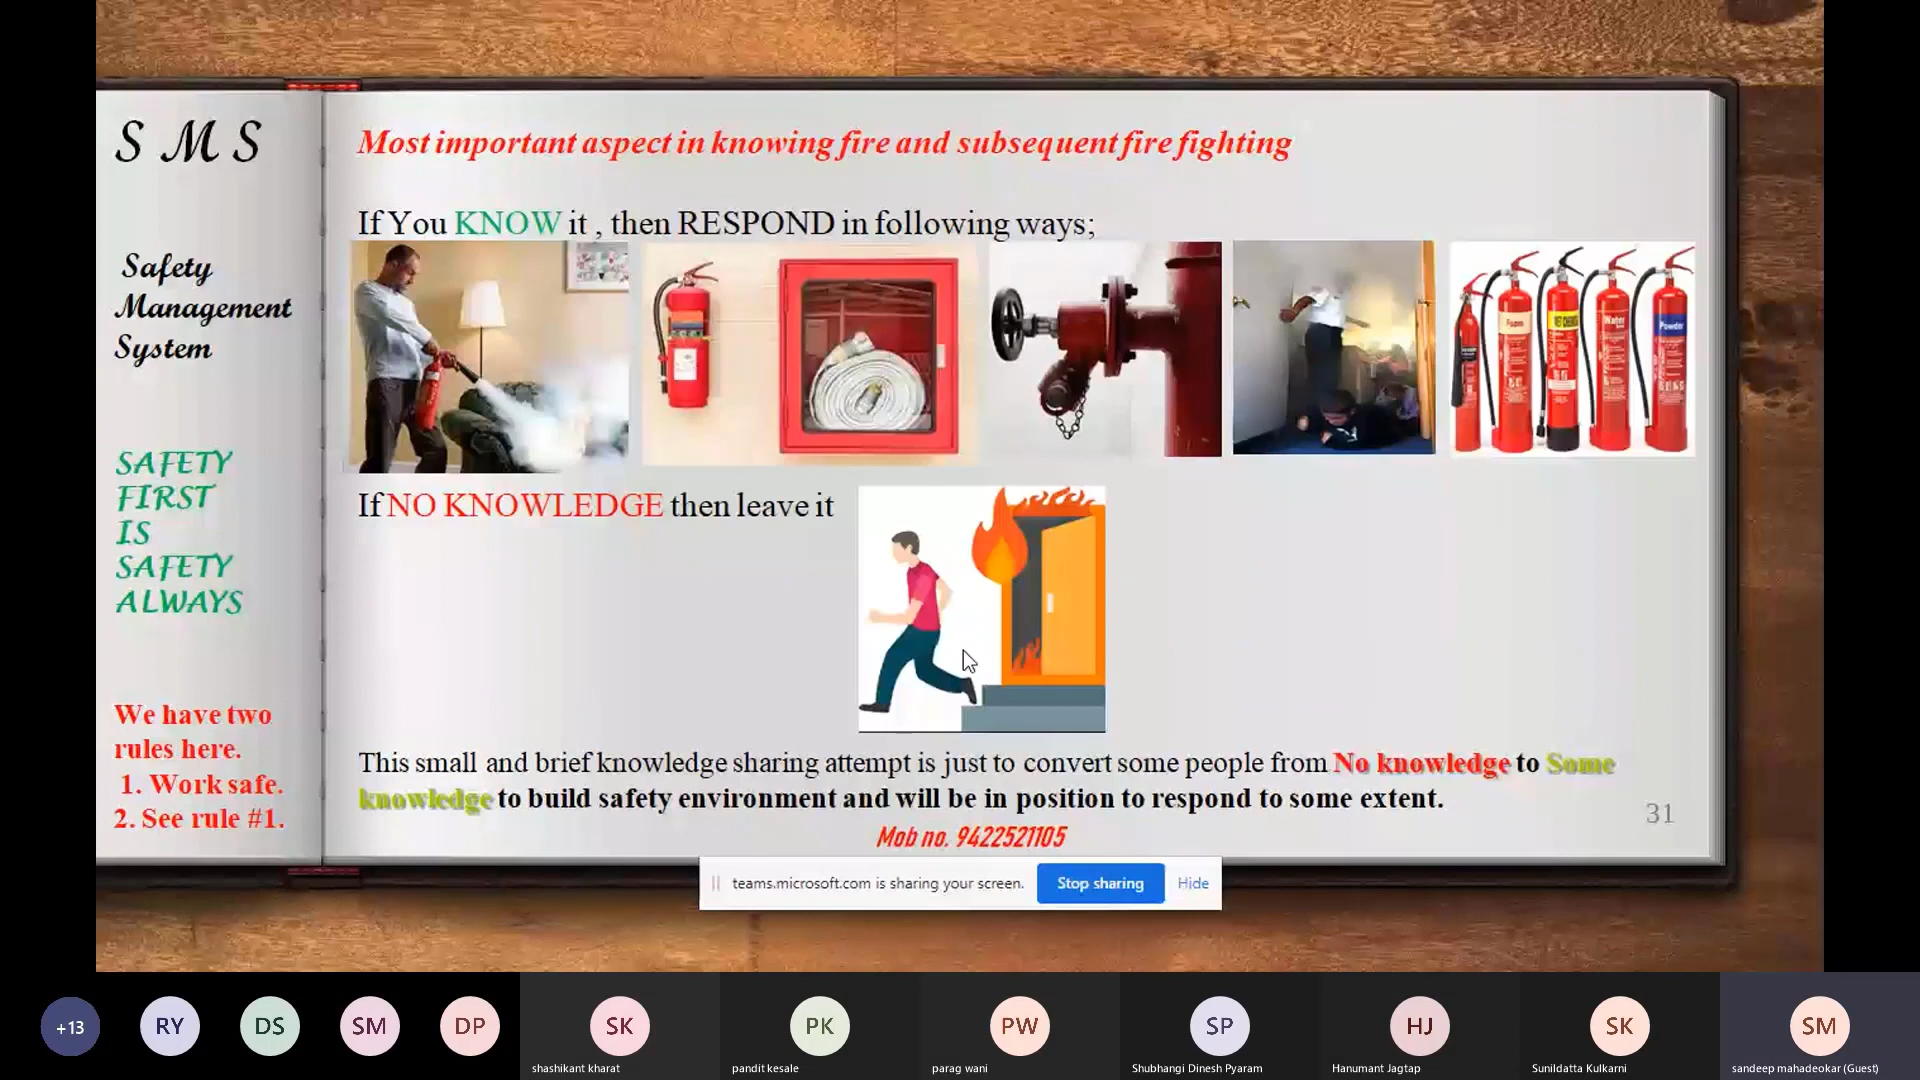 S M S
Safety
Management
System
SAFETY
FIRST
IS
SAFETY
ALWAYS
We have two
rules here.
1. Work safe.
2. See rule #1.
Most important aspect in knowing fire and subsequent fire fighting
If You KNOW it , then RESPOND in following ways;
Foam
WET CHEMICAL
Water
Powder
If NO KNOWLEDGE then leave it
This small and brief knowledge sharing attempt is just to convert some people from No knowledge to Some
knowledge to build safety environment and will be in position to respond to some extent.
31
Mob no. 9422521105
teams.microsoft.com is sharing your screen. Stop sharing Hide
+13 RY DS SM DP SK PK PW SP HJ SK SM
shashikant kharat pandit kesale parag wani Shubhangi Dinesh Pyaram Hanumant Jagtap Sunildatta Kulkarni sandeep mahadeokar (Guest)